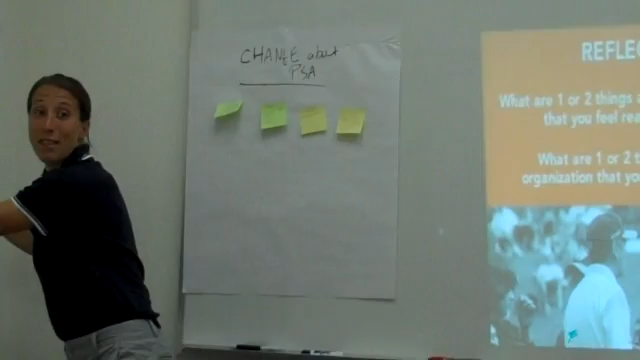 CHANGE about
PSA
REFLEC
What are 1 or 2 things a
that you feel rea
What are 1 or 2 t
organization that yo